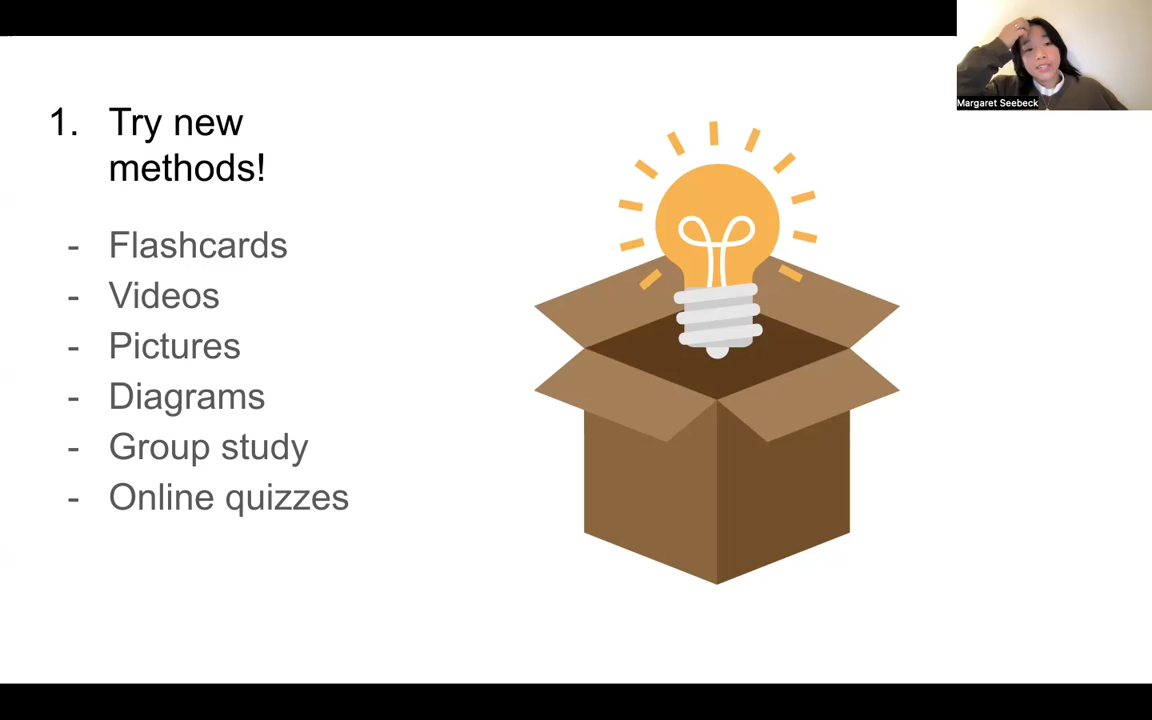 1. Try new
methods!
- Flashcards
- Videos
- Pictures
- Diagrams
- Group study
- Online quizzes
Margaret Seebeck